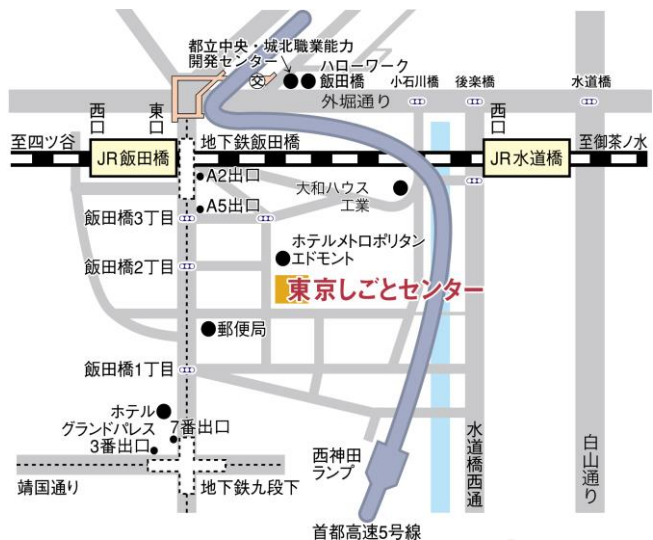 都立中央・城北職業能力
開発センター
ハローワーク
飯田橋
小石川橋
後楽橋
水道橋
外堀通り
西口
東口
西口
至四ツ谷
地下鉄飯田橋
至御茶ノ水
JR飯田橋
JR水道橋
A2出口
大和ハウス
工業
A5出口
飯田橋3丁目
ホテルメトロポリタン
エドモント
飯田橋2丁目
東京しごとセンター
郵便局
飯田橋1丁目
ホテル
グランドパレス
7番出口
3番出口
西神田
ランプ
水道橋西通
白山通り
靖国通り
地下鉄九段下
首都高速5号線